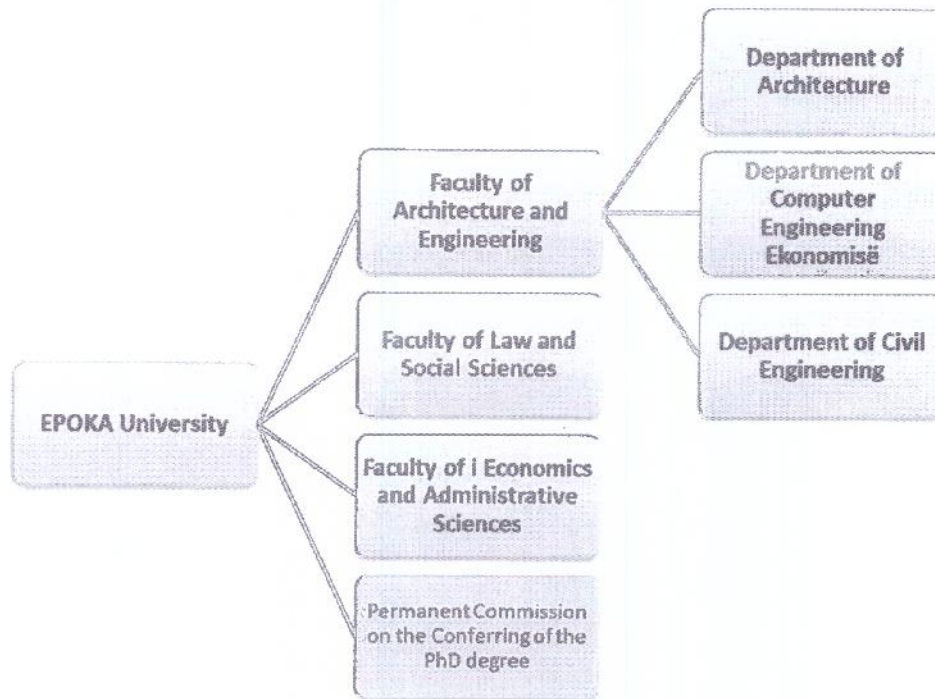 EPOKA University
Faculty of
Architecture and
Engineering
Faculty of Law and
Social Sciences
Faculty of i Economics
and Administrative
Sciences
Permanent Commission
on the Conferring of the
PhD degree
Department of
Architecture
Department of
Computer
Engineering
Ekonomisë
Department of Civil
Engineering